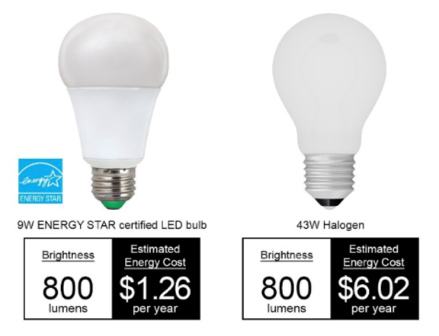 energy
ENERGY STAR
9W ENERGY STAR certified LED bulb
Brightness
800
lumens
Estimated
Energy Cost
$1.26
per year
43W Halogen
Brightness
800
lumens
Estimated
Energy Cost
$6.02
per year